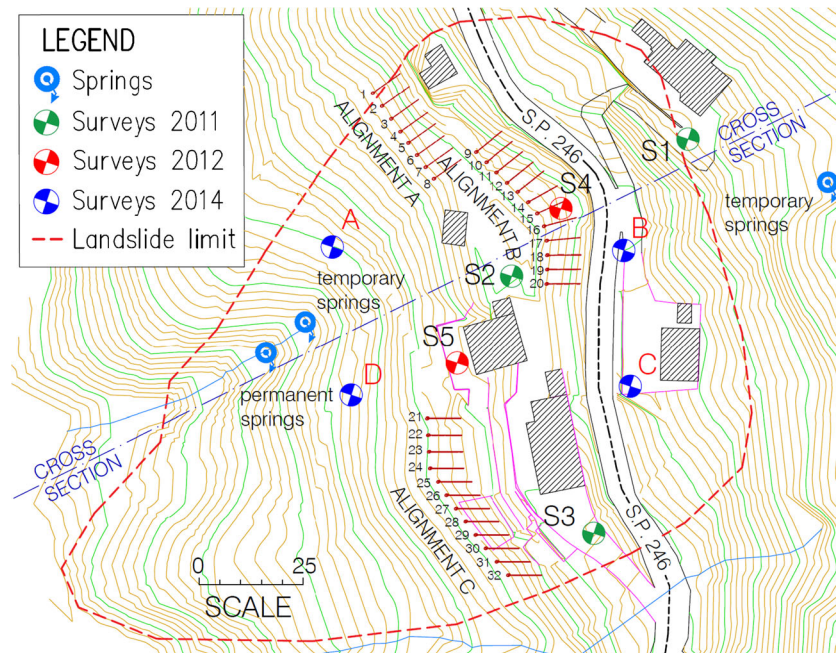 LEGEND
Springs
Surveys 2011
Surveys 2012
Surveys 2014
Landslide limit
1
2
3
4
5
6
7
8
ALIGNMENT A
9
10
11
12
13
14
15
16
17
18
19
20
ALIGNMENT B
S.P. 246
S1
CROSS
SECTION
temporary
springs
S4
A
B
temporary
springs
S2
S5
C
D
permanent
springs
CROSS
SECTION
21
22
23
24
25
26
27
28
29
30
31
32
ALIGNMENT C
S3
S.P. 246
0
25
SCALE